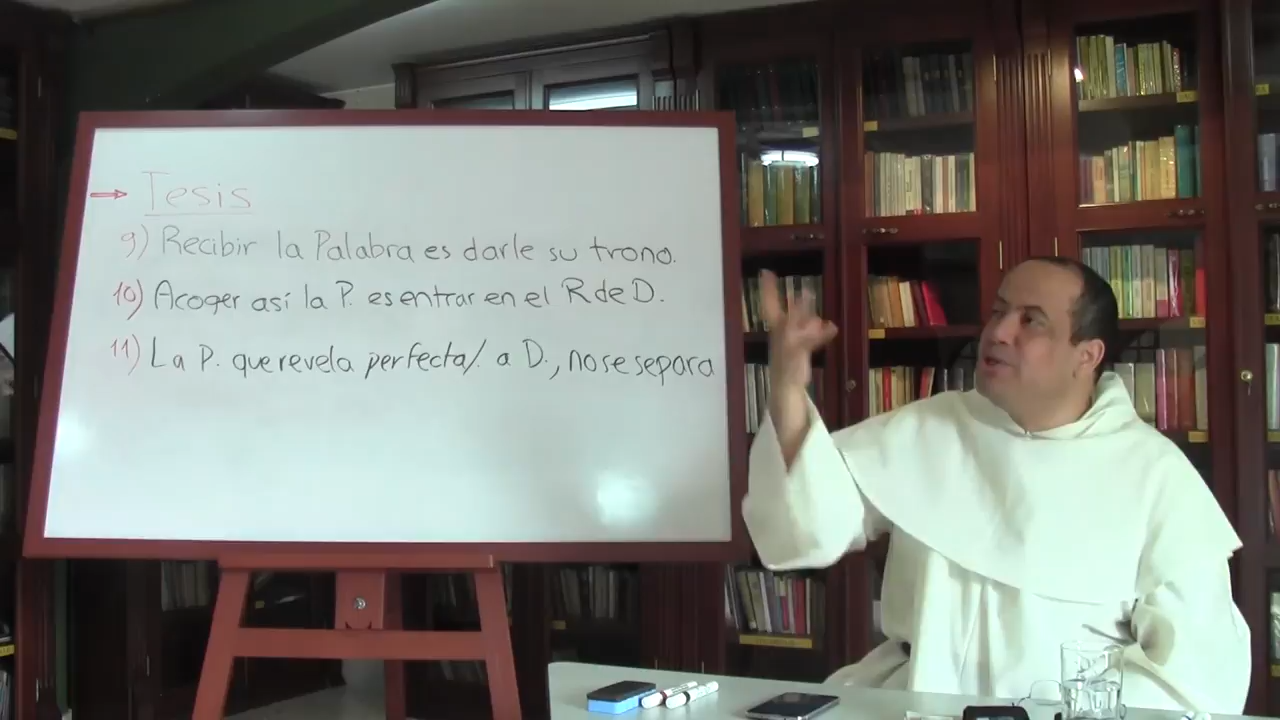 → Tesis
9) Recibir la Palabra es darle su trono.
10) Acoger así la P. es entrar en el R de D.
11) La P. que revela perfecta/. a D., no se separa